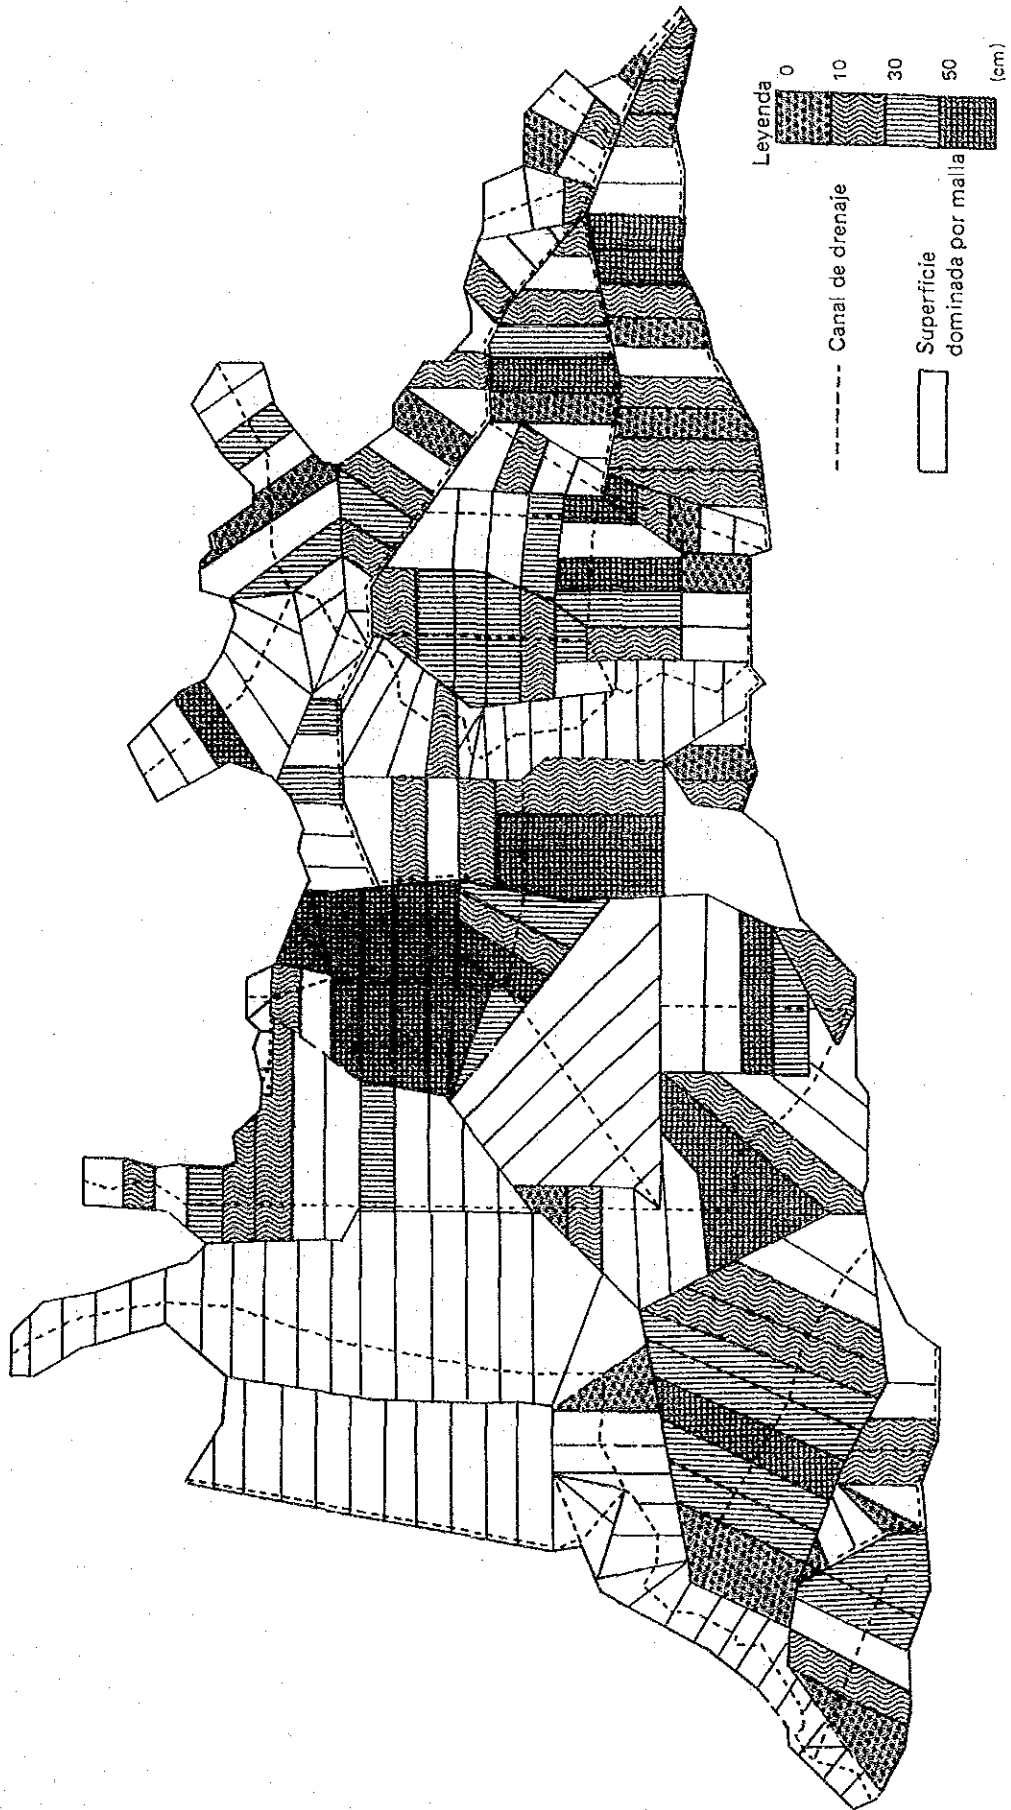 Leyenda
0
10
30
50
(cm)
Canal de drenaje
Superficie
dominada por malla